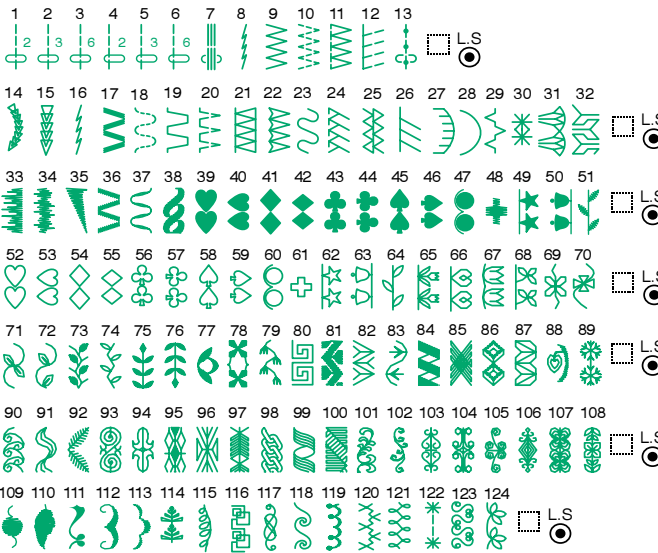 1 2 3 4 5 6 7 8 9 10 11 12 13
2 3 6 2 3 6 L.S
14 15 16 17 18 19 20 21 22 23 24 25 26 27 28 29 30 31 32
L.S
33 34 35 36 37 38 39 40 41 42 43 44 45 46 47 48 49 50 51
L.S
52 53 54 55 56 57 58 59 60 61 62 63 64 65 66 67 68 69 70
L.S
71 72 73 74 75 76 77 78 79 80 81 82 83 84 85 86 87 88 89
L.S
90 91 92 93 94 95 96 97 98 99 100 101 102 103 104 105 106 107 108
L.S
109 110 111 112 113 114 115 116 117 118 119 120 121 122 123 124
L.S